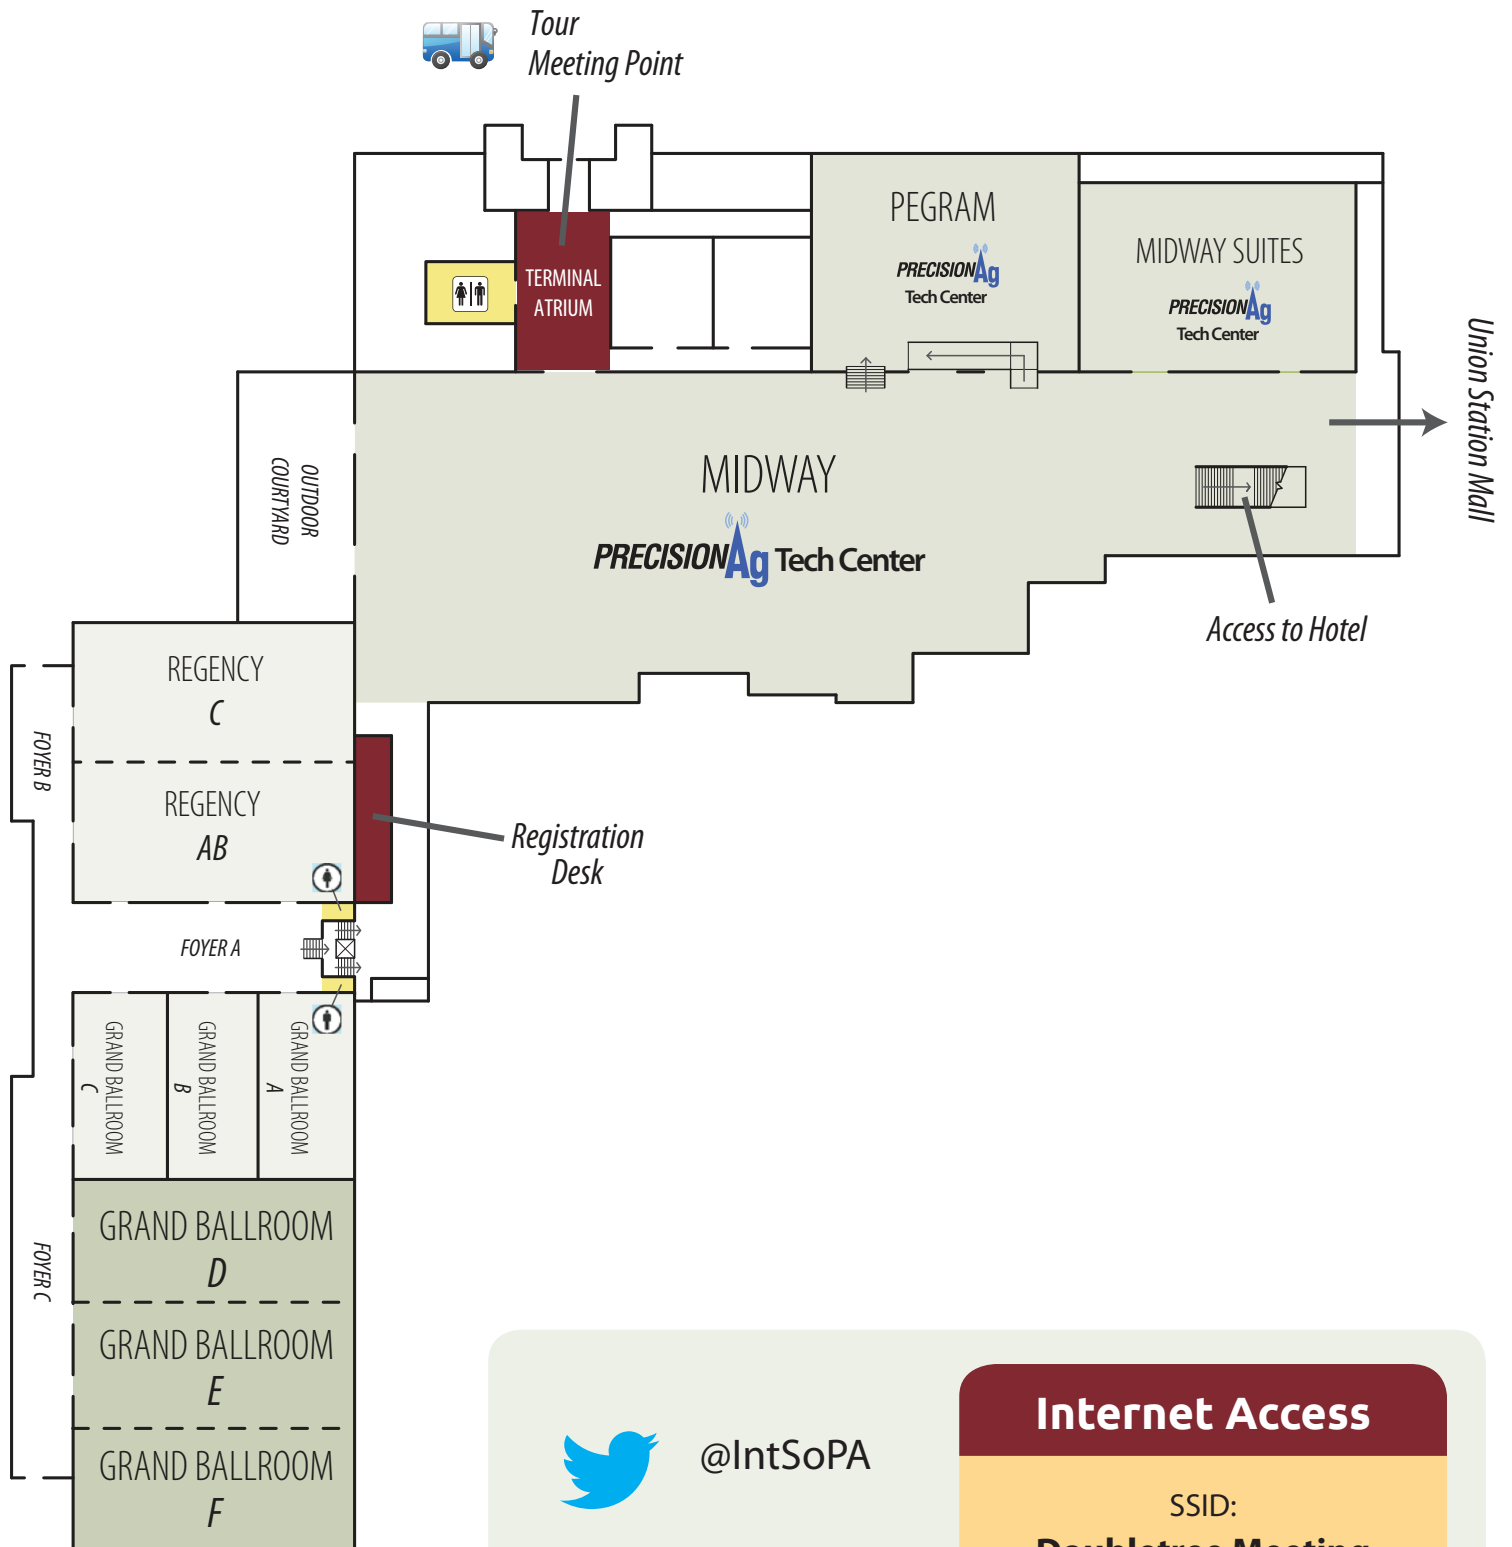 Tour
Meeting Point
PEGRAM
PRECISIONAg
Tech Center
MIDWAY SUITES
PRECISIONAg
Tech Center
TERMINAL
ATRIUM
Union Station Mall
OUTDOOR
COURTYARD
MIDWAY
PRECISIONAg Tech Center
Access to Hotel
REGENCY
C
FOYER B
REGENCY
AB
Registration
Desk
FOYER A
GRAND BALLROOM
C
GRAND BALLROOM
B
GRAND BALLROOM
A
GRAND BALLROOM
D
FOYER C
GRAND BALLROOM
E
GRAND BALLROOM
F
@IntSoPA
Internet Access
SSID:
Doubletree Meeting